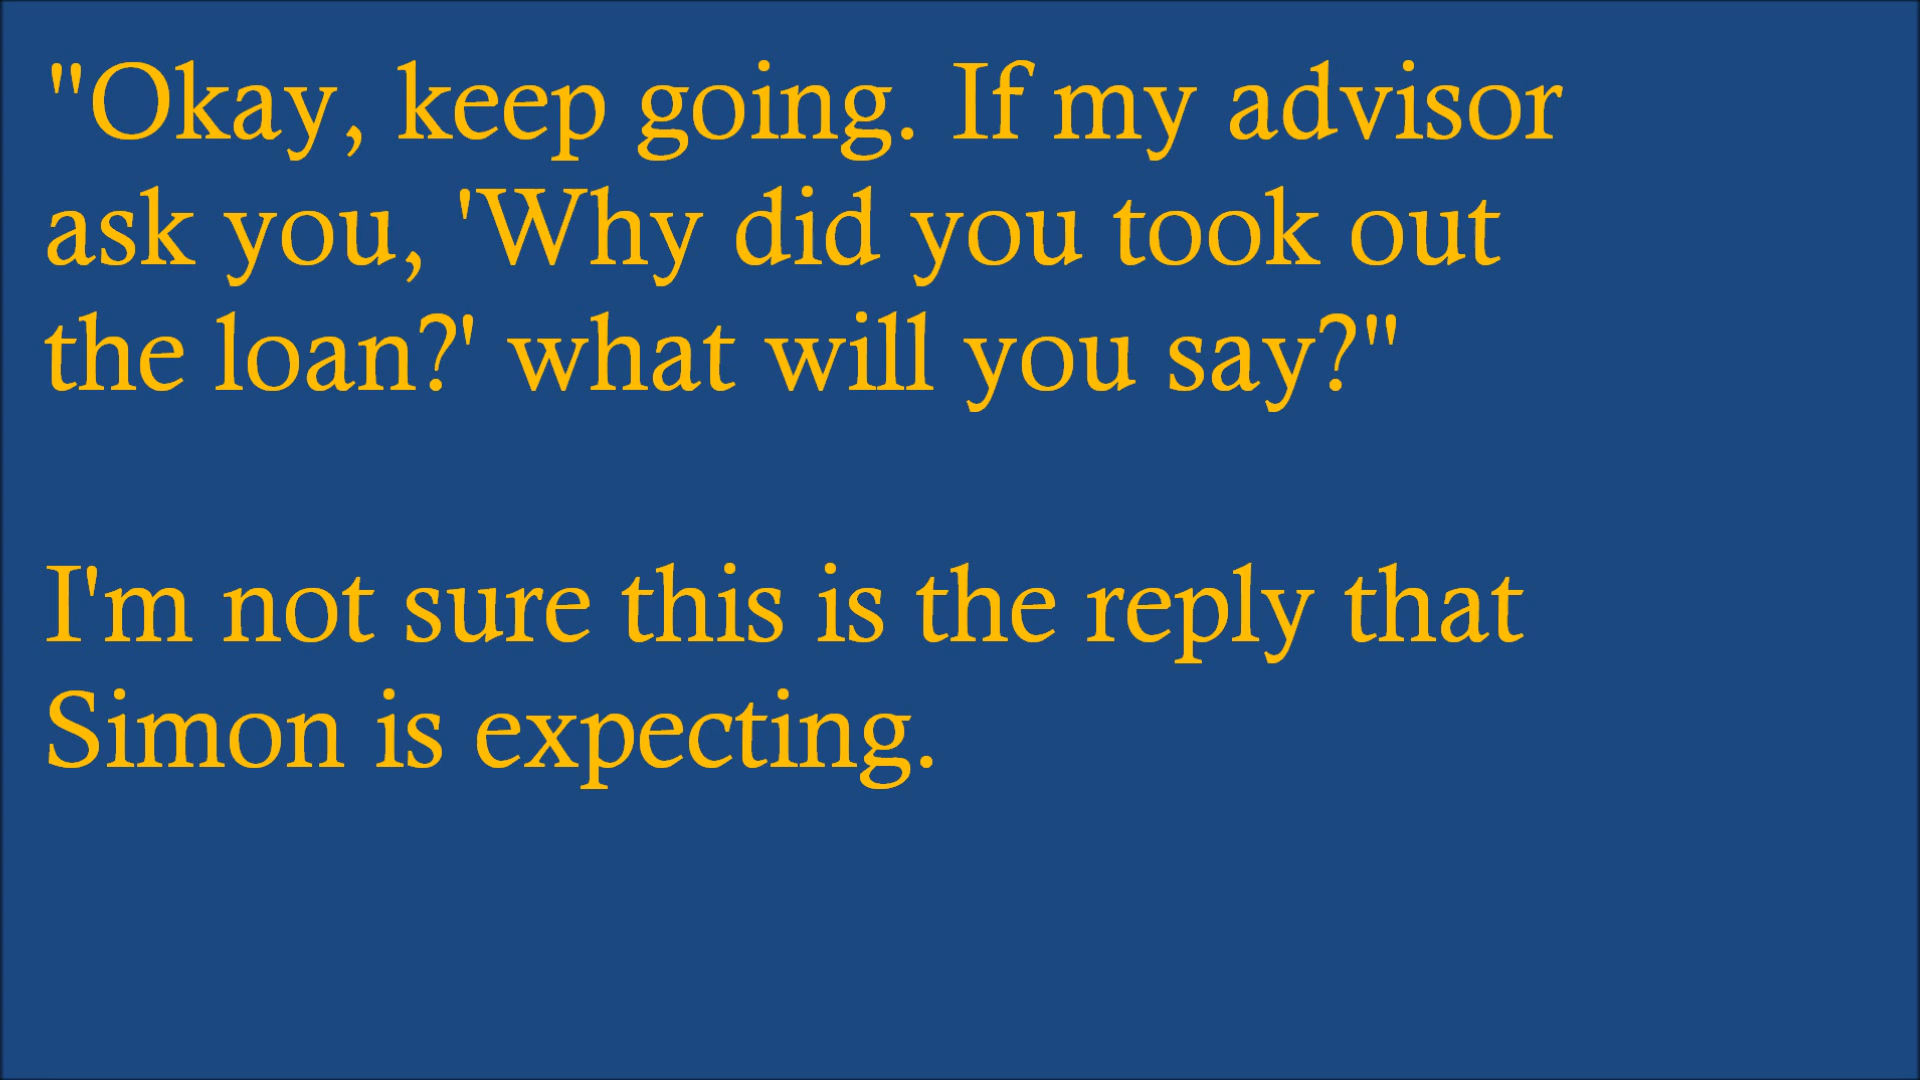 "Okay, keep going. If my advisor
ask you, 'Why did you took out
the loan?' what will you say?"
I'm not sure this is the reply that
Simon is expecting.